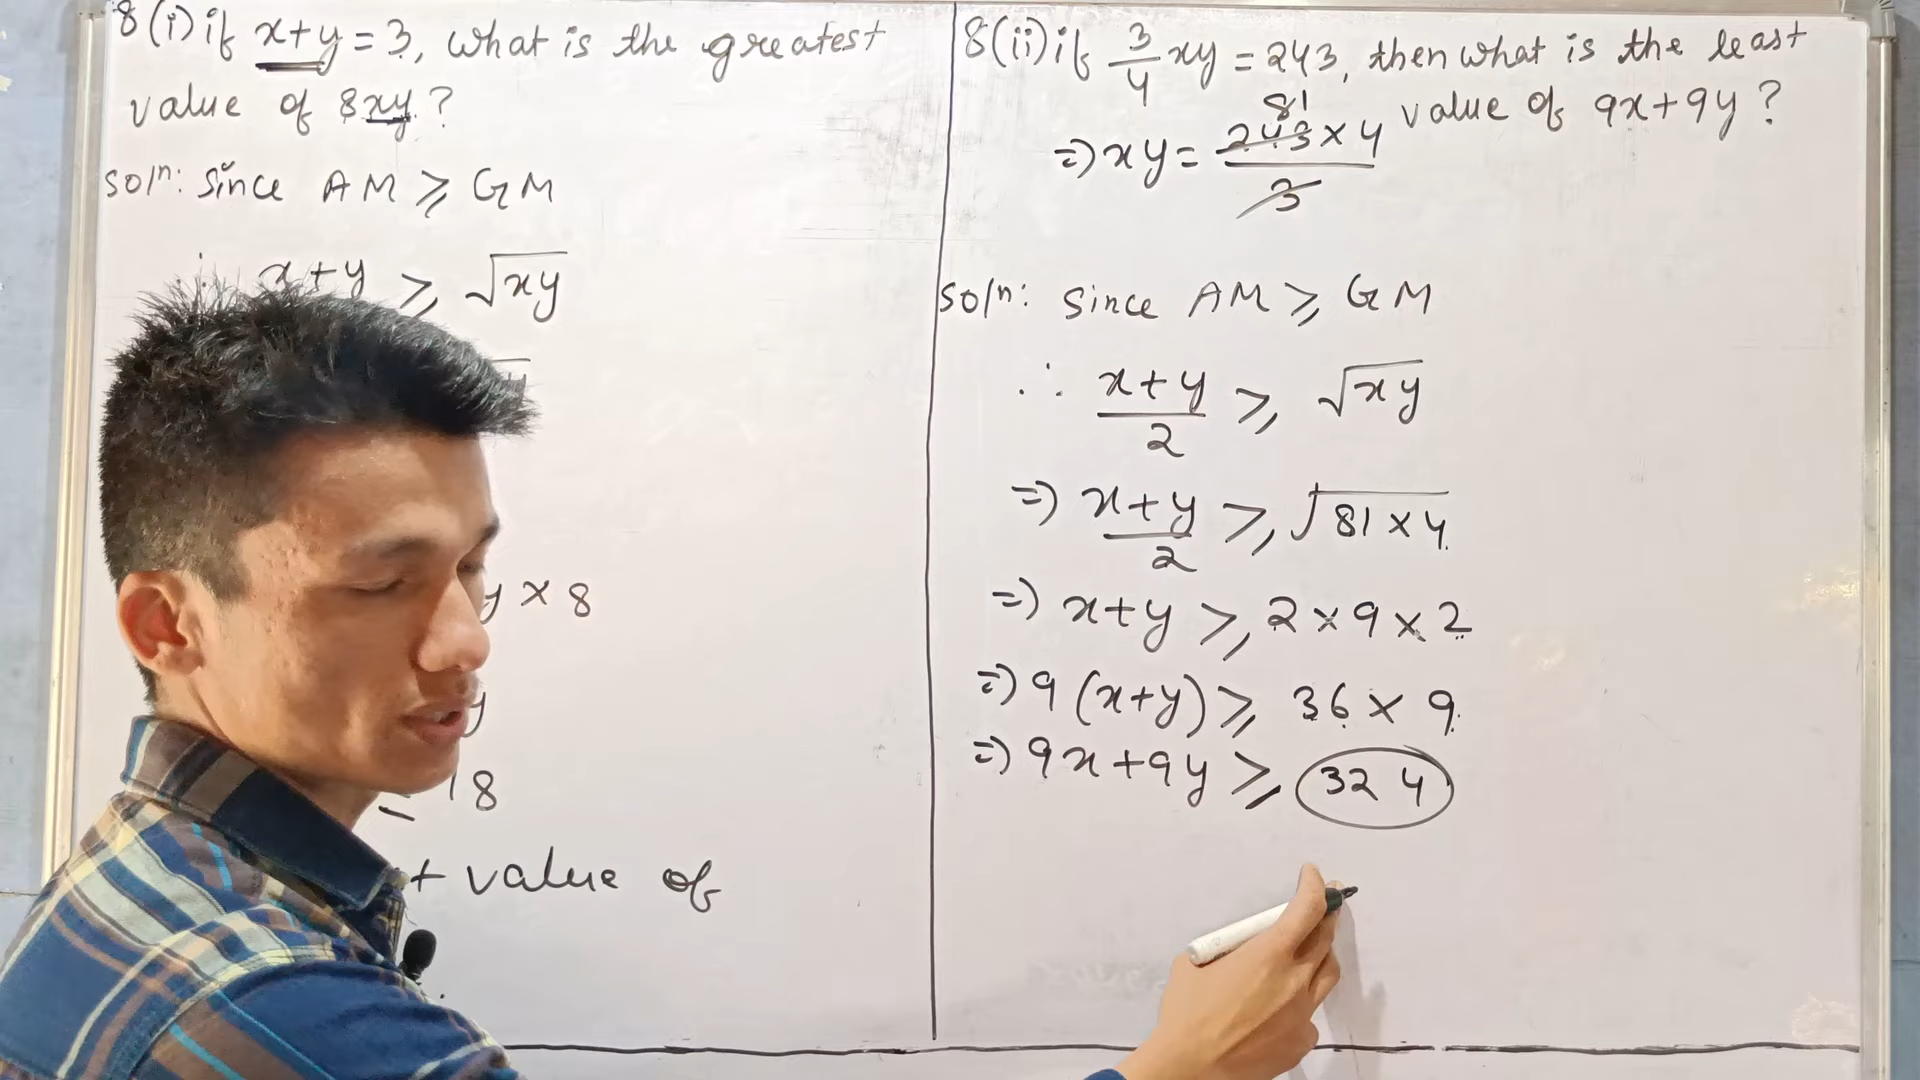 8(i) if x+y=3, what is the greatest
value of 8xy?
Soln: Since AM ⩾ GM
∴ x+y ⩾ √xy
y × 8
y
= 18
t value of
8(ii) if 3/4 xy = 243, then what is the least
value of 9x+9y?
81
⇒ xy = 243×4/3
Soln: Since AM ⩾ GM
∴ x+y/2 ⩾ √xy
⇒ x+y/2 ⩾ √81×4
⇒ x+y ⩾ 2×9×2
⇒ 9(x+y) ⩾ 36×9
⇒ 9x+9y ⩾ 324